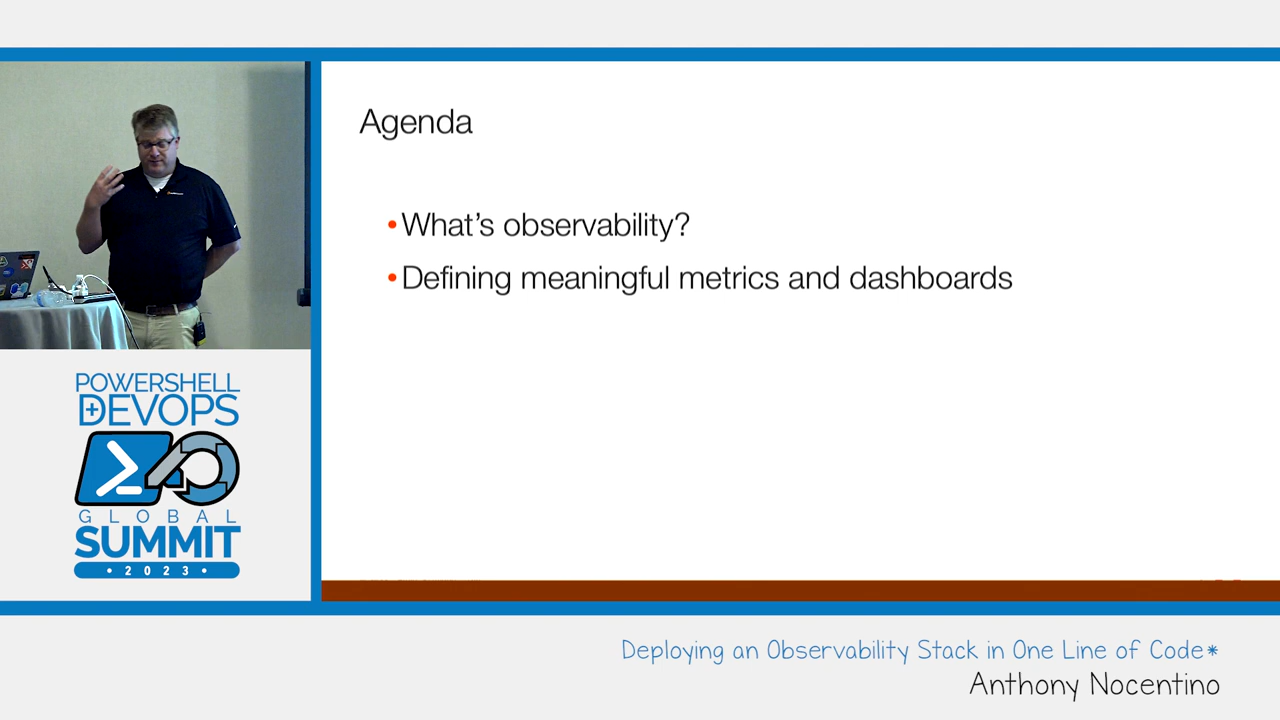 Agenda
•What's observability?
•Defining meaningful metrics and dashboards
POWERSHELL
+DEVOPS
GLOBAL
SUMMIT
•2023•
Deploying an Observability Stack in One Line of Code*
Anthony Nocentino